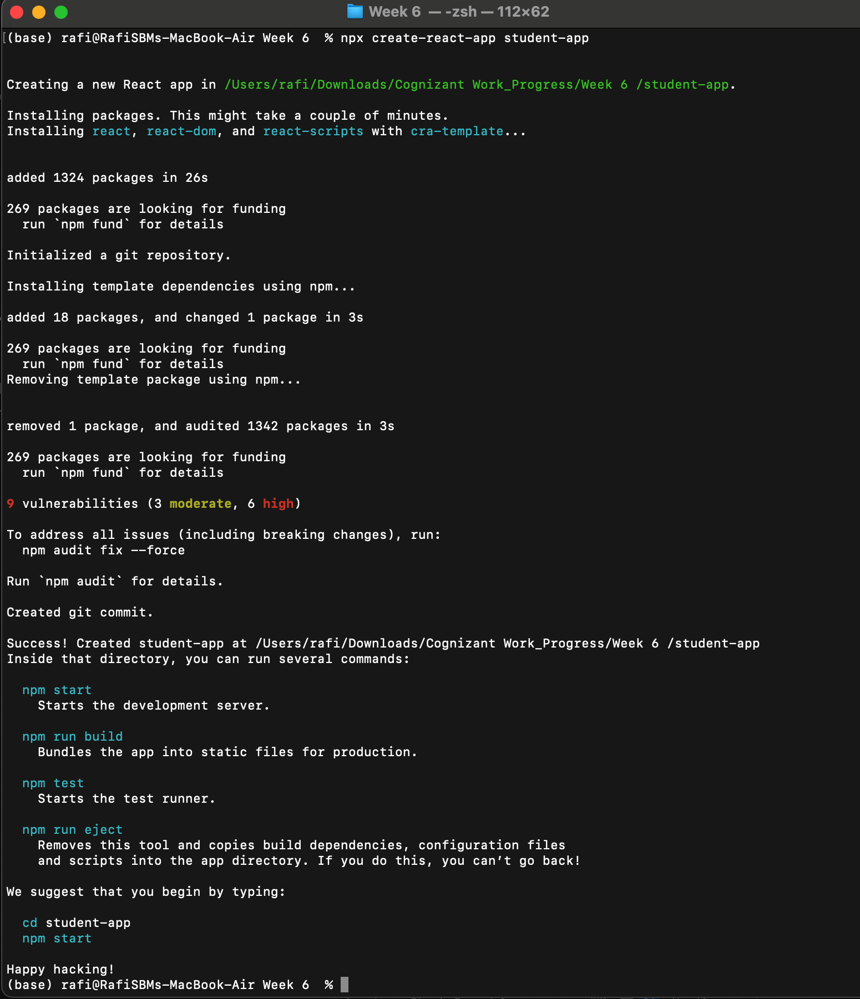 Week 6 — -zsh — 112×62
(base) rafi@RafiSBMs-MacBook-Air Week 6  % npx create-react-app student-app
Creating a new React app in /Users/rafi/Downloads/Cognizant Work_Progress/Week 6 /student-app.
Installing packages. This might take a couple of minutes.
Installing react, react-dom, and react-scripts with cra-template...
added 1324 packages in 26s
269 packages are looking for funding
  run `npm fund` for details
Initialized a git repository.
Installing template dependencies using npm...
added 18 packages, and changed 1 package in 3s
269 packages are looking for funding
  run `npm fund` for details
Removing template package using npm...
removed 1 package, and audited 1342 packages in 3s
269 packages are looking for funding
  run `npm fund` for details
9 vulnerabilities (3 moderate, 6 high)
To address all issues (including breaking changes), run:
  npm audit fix --force
Run `npm audit` for details.
Created git commit.
Success! Created student-app at /Users/rafi/Downloads/Cognizant Work_Progress/Week 6 /student-app
Inside that directory, you can run several commands:
  npm start
    Starts the development server.
  npm run build
    Bundles the app into static files for production.
  npm test
    Starts the test runner.
  npm run eject
    Removes this tool and copies build dependencies, configuration files
    and scripts into the app directory. If you do this, you can’t go back!
We suggest that you begin by typing:
  cd student-app
  npm start
Happy hacking!
(base) rafi@RafiSBMs-MacBook-Air Week 6  %